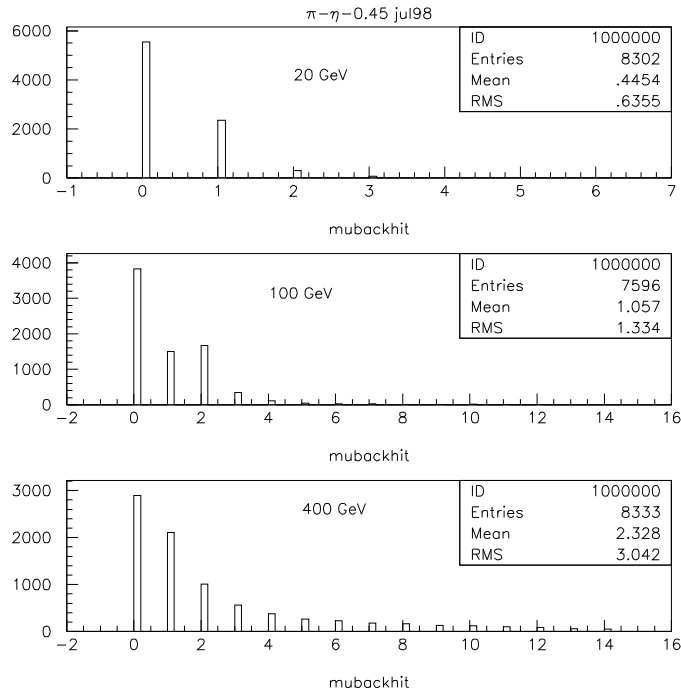 π−η−0.45 jul98
6000
4000
2000
0
20 GeV
ID 1000000
Entries 8302
Mean .4454
RMS .6355
−1 0 1 2 3 4 5 6 7
mubackhit
4000
3000
2000
1000
0
100 GeV
ID 1000000
Entries 7596
Mean 1.057
RMS 1.334
−2 0 2 4 6 8 10 12 14 16
mubackhit
3000
2000
1000
0
400 GeV
ID 1000000
Entries 8333
Mean 2.328
RMS 3.042
−2 0 2 4 6 8 10 12 14 16
mubackhit